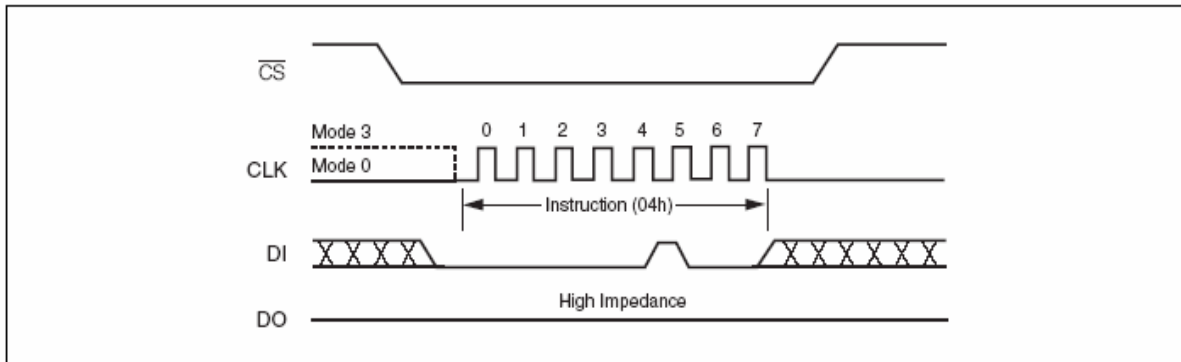 CS
Mode 3
0 1 2 3 4 5 6 7
CLK
Mode 0
Instruction (04h)
DI
High Impedance
DO